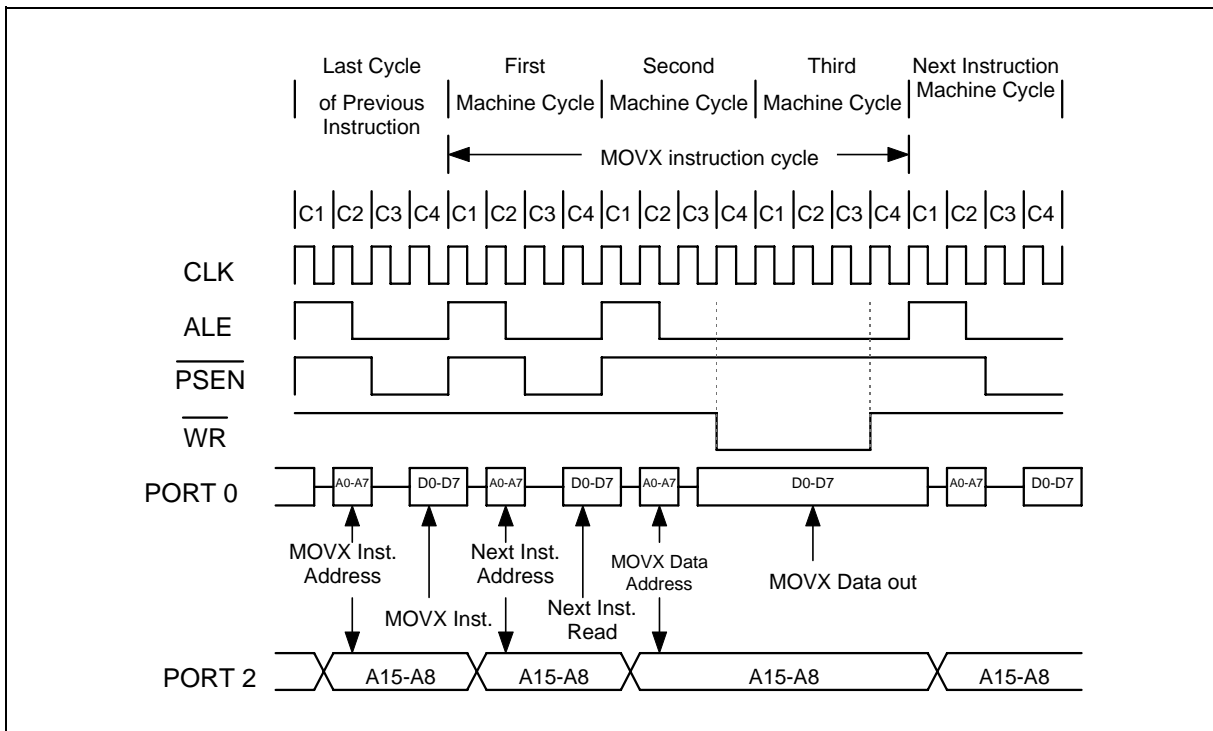 Last Cycle
of Previous
Instruction
First
Machine Cycle
Second
Machine Cycle
Third
Machine Cycle
Next Instruction
Machine Cycle
MOVX instruction cycle
C1 C2 C3 C4 C1 C2 C3 C4 C1 C2 C3 C4 C1 C2 C3 C4 C1 C2 C3 C4
CLK
ALE
PSEN
WR
PORT 0
A0-A7 D0-D7 A0-A7 D0-D7 A0-A7 D0-D7 A0-A7 D0-D7
MOVX Inst.
Address
MOVX Inst.
Next Inst.
Address
Next Inst.
Read
MOVX Data
Address
MOVX Data out
PORT 2
A15-A8 A15-A8 A15-A8 A15-A8